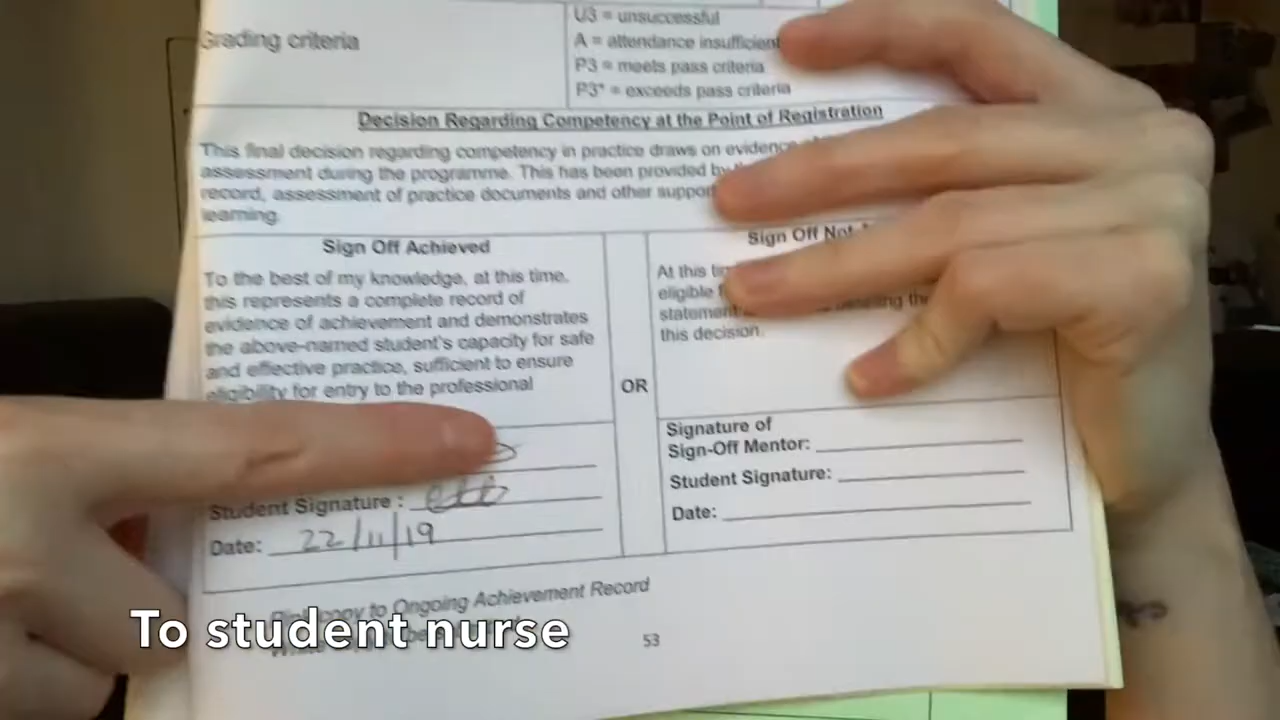 Grading criteria
U3 = unsuccessful
A = attendance insufficient
P3 = meets pass criteria
P3* = exceeds pass criteria
Decision Regarding Competency at the Point of Registration
This final decision regarding competency in practice draws on evidence
assessment during the programme. This has been provided by
record, assessment of practice documents and other
learning.
Sign Off Achieved
To the best of my knowledge, at this time,
this represents a complete record of
evidence of achievement and demonstrates
the above-named student's capacity for safe
and effective practice, sufficient to ensure
eligibility for entry to the professional
Student Signature :
Date: 22/11/19
OR
Sign Off Not
At this
eligible
statement the
this decision.
Signature of
Sign-Off Mentor:
Student Signature:
Date:
copy to Ongoing Achievement Record
53
To student nurse